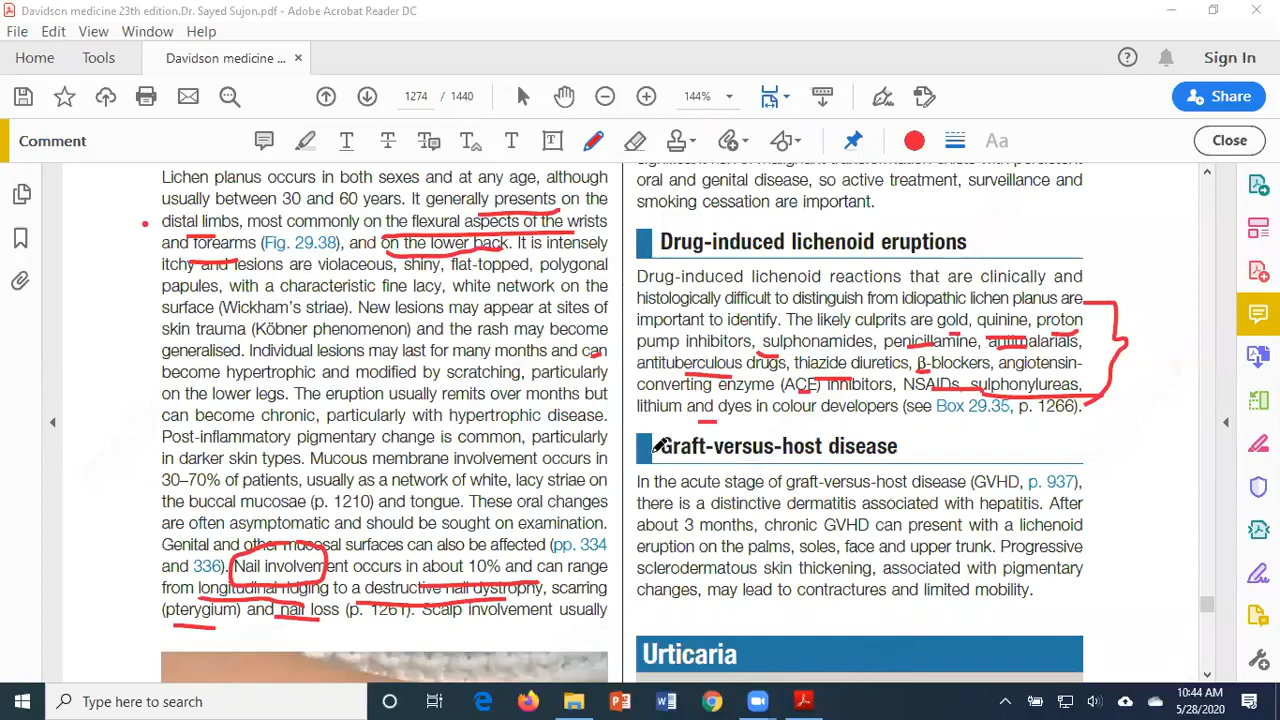 Davidson medicine 23th edition.Dr. Sayed Sujon.pdf - Adobe Acrobat Reader DC
File Edit View Window Help
Home Tools Davidson medicine ... × Sign In
1274 / 1440 144% Share
Comment Aa Close
Lichen planus occurs in both sexes and at any age, although
usually between 30 and 60 years. It generally presents on the
distal limbs, most commonly on the flexural aspects of the wrists
and forearms (Fig. 29.38), and on the lower back. It is intensely
itchy and lesions are violaceous, shiny, flat-topped, polygonal
papules, with a characteristic fine lacy, white network on the
surface (Wickham's striae). New lesions may appear at sites of
skin trauma (Köbner phenomenon) and the rash may become
generalised. Individual lesions may last for many months and can
become hypertrophic and modified by scratching, particularly
on the lower legs. The eruption usually remits over months but
can become chronic, particularly with hypertrophic disease.
Post-inflammatory pigmentary change is common, particularly
in darker skin types. Mucous membrane involvement occurs in
30–70% of patients, usually as a network of white, lacy striae on
the buccal mucosae (p. 1210) and tongue. These oral changes
are often asymptomatic and should be sought on examination.
Genital and other mucosal surfaces can also be affected (pp. 334
and 336). Nail involvement occurs in about 10% and can range
from longitudinal ridging to a destructive nail dystrophy, scarring
(pterygium) and nail loss (p. 1261). Scalp involvement usually
significant risk of malignant transformation exists with persistent
oral and genital disease, so active treatment, surveillance and
smoking cessation are important.
Drug-induced lichenoid eruptions
Drug-induced lichenoid reactions that are clinically and
histologically difficult to distinguish from idiopathic lichen planus are
important to identify. The likely culprits are gold, quinine, proton
pump inhibitors, sulphonamides, penicillamine, antimalarials,
antituberculous drugs, thiazide diuretics, β-blockers, angiotensin-
converting enzyme (ACE) inhibitors, NSAIDs, sulphonylureas,
lithium and dyes in colour developers (see Box 29.35, p. 1266).
Graft-versus-host disease
In the acute stage of graft-versus-host disease (GVHD, p. 937),
there is a distinctive dermatitis associated with hepatitis. After
about 3 months, chronic GVHD can present with a lichenoid
eruption on the palms, soles, face and upper trunk. Progressive
sclerodermatous skin thickening, associated with pigmentary
changes, may lead to contractures and limited mobility.
Urticaria
Type here to search
10:44 AM
5/28/2020